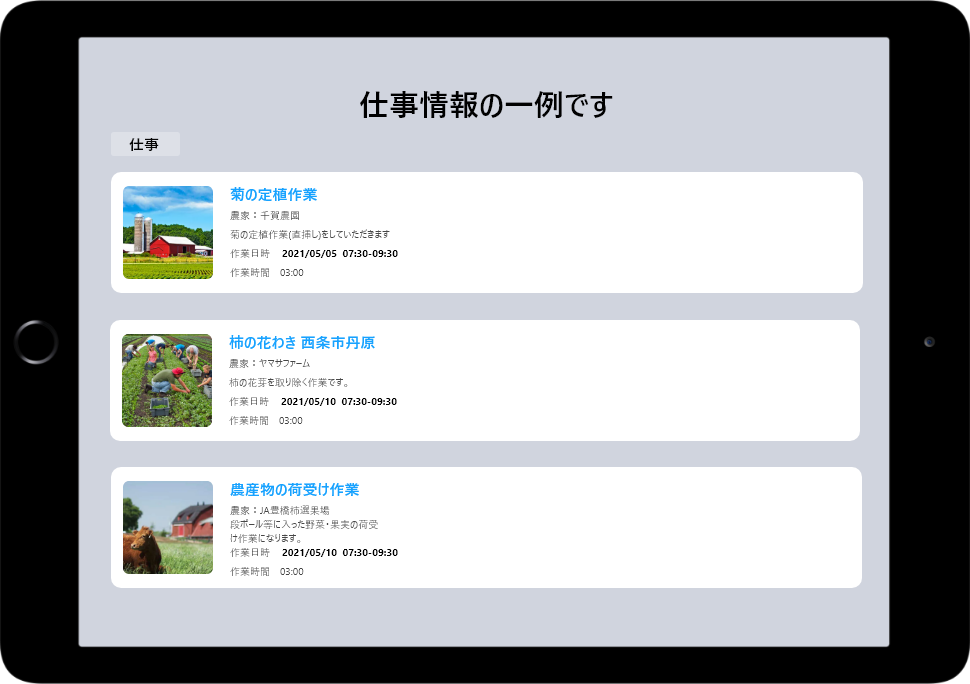 仕事情報の一例です
仕事
菊の定植作業
農家：千賀農園
菊の定植作業(直挿し)をしていただきます
作業日時 2021/05/05 07:30-09:30
作業時間 03:00
柿の花わき 西条市丹原
農家：ヤマサファーム
柿の花芽を取り除く作業です。
作業日時 2021/05/10 07:30-09:30
作業時間 03:00
農産物の荷受け作業
農家：JA豊橋柿選果場
段ボール等に入った野菜・果実の荷受
け作業になります。
作業日時 2021/05/10 07:30-09:30
作業時間 03:00